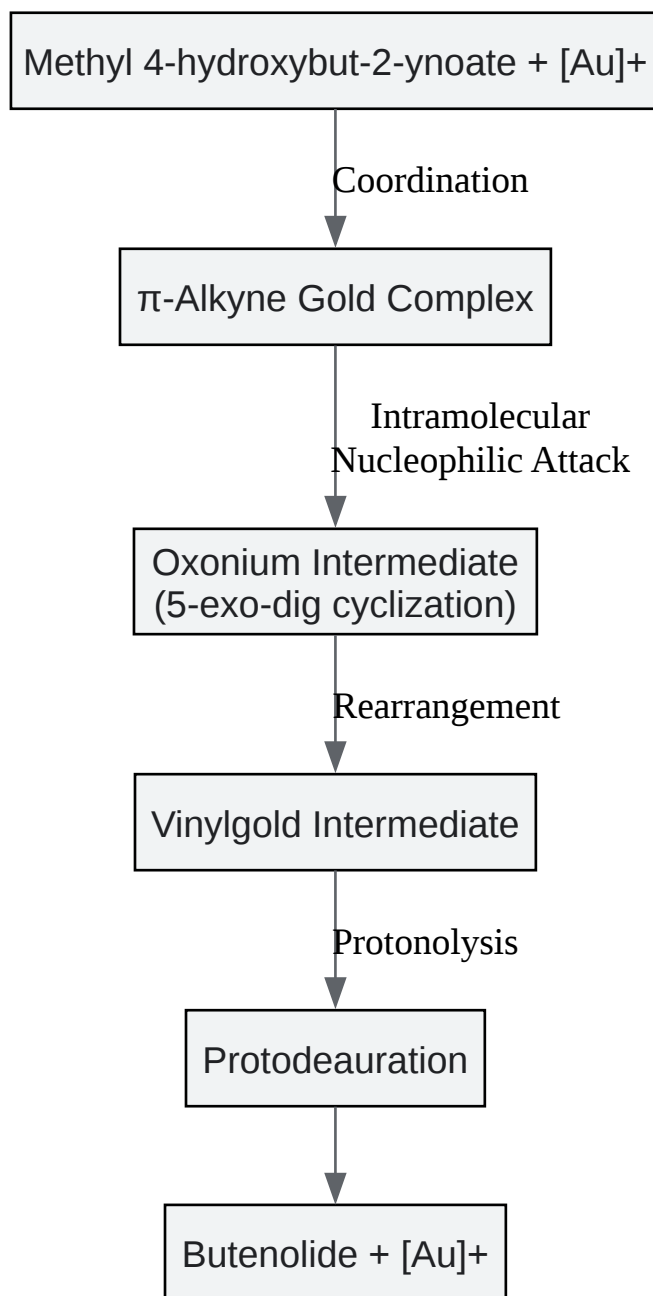 Methyl 4-hydroxybut-2-ynoate + [Au]+
Coordination
π-Alkyne Gold Complex
Intramolecular
Nucleophilic Attack
Oxonium Intermediate
(5-exo-dig cyclization)
Rearrangement
Vinylgold Intermediate
Protonolysis
Protodeauration
Butenolide + [Au]+